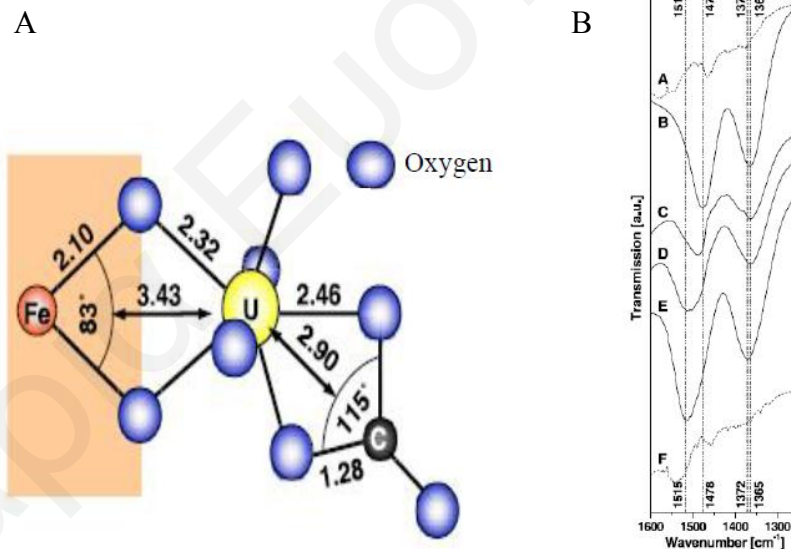 A
B
Oxygen
2.10
2.32
3.43
2.46
Fe
83°
U
2.90
115°
C
1.28
A
B
C
D
E
F
Transmission [a.u.]
1515
1478
1372
1365
1600 1500 1400 1300
Wavenumber [cm⁻¹]